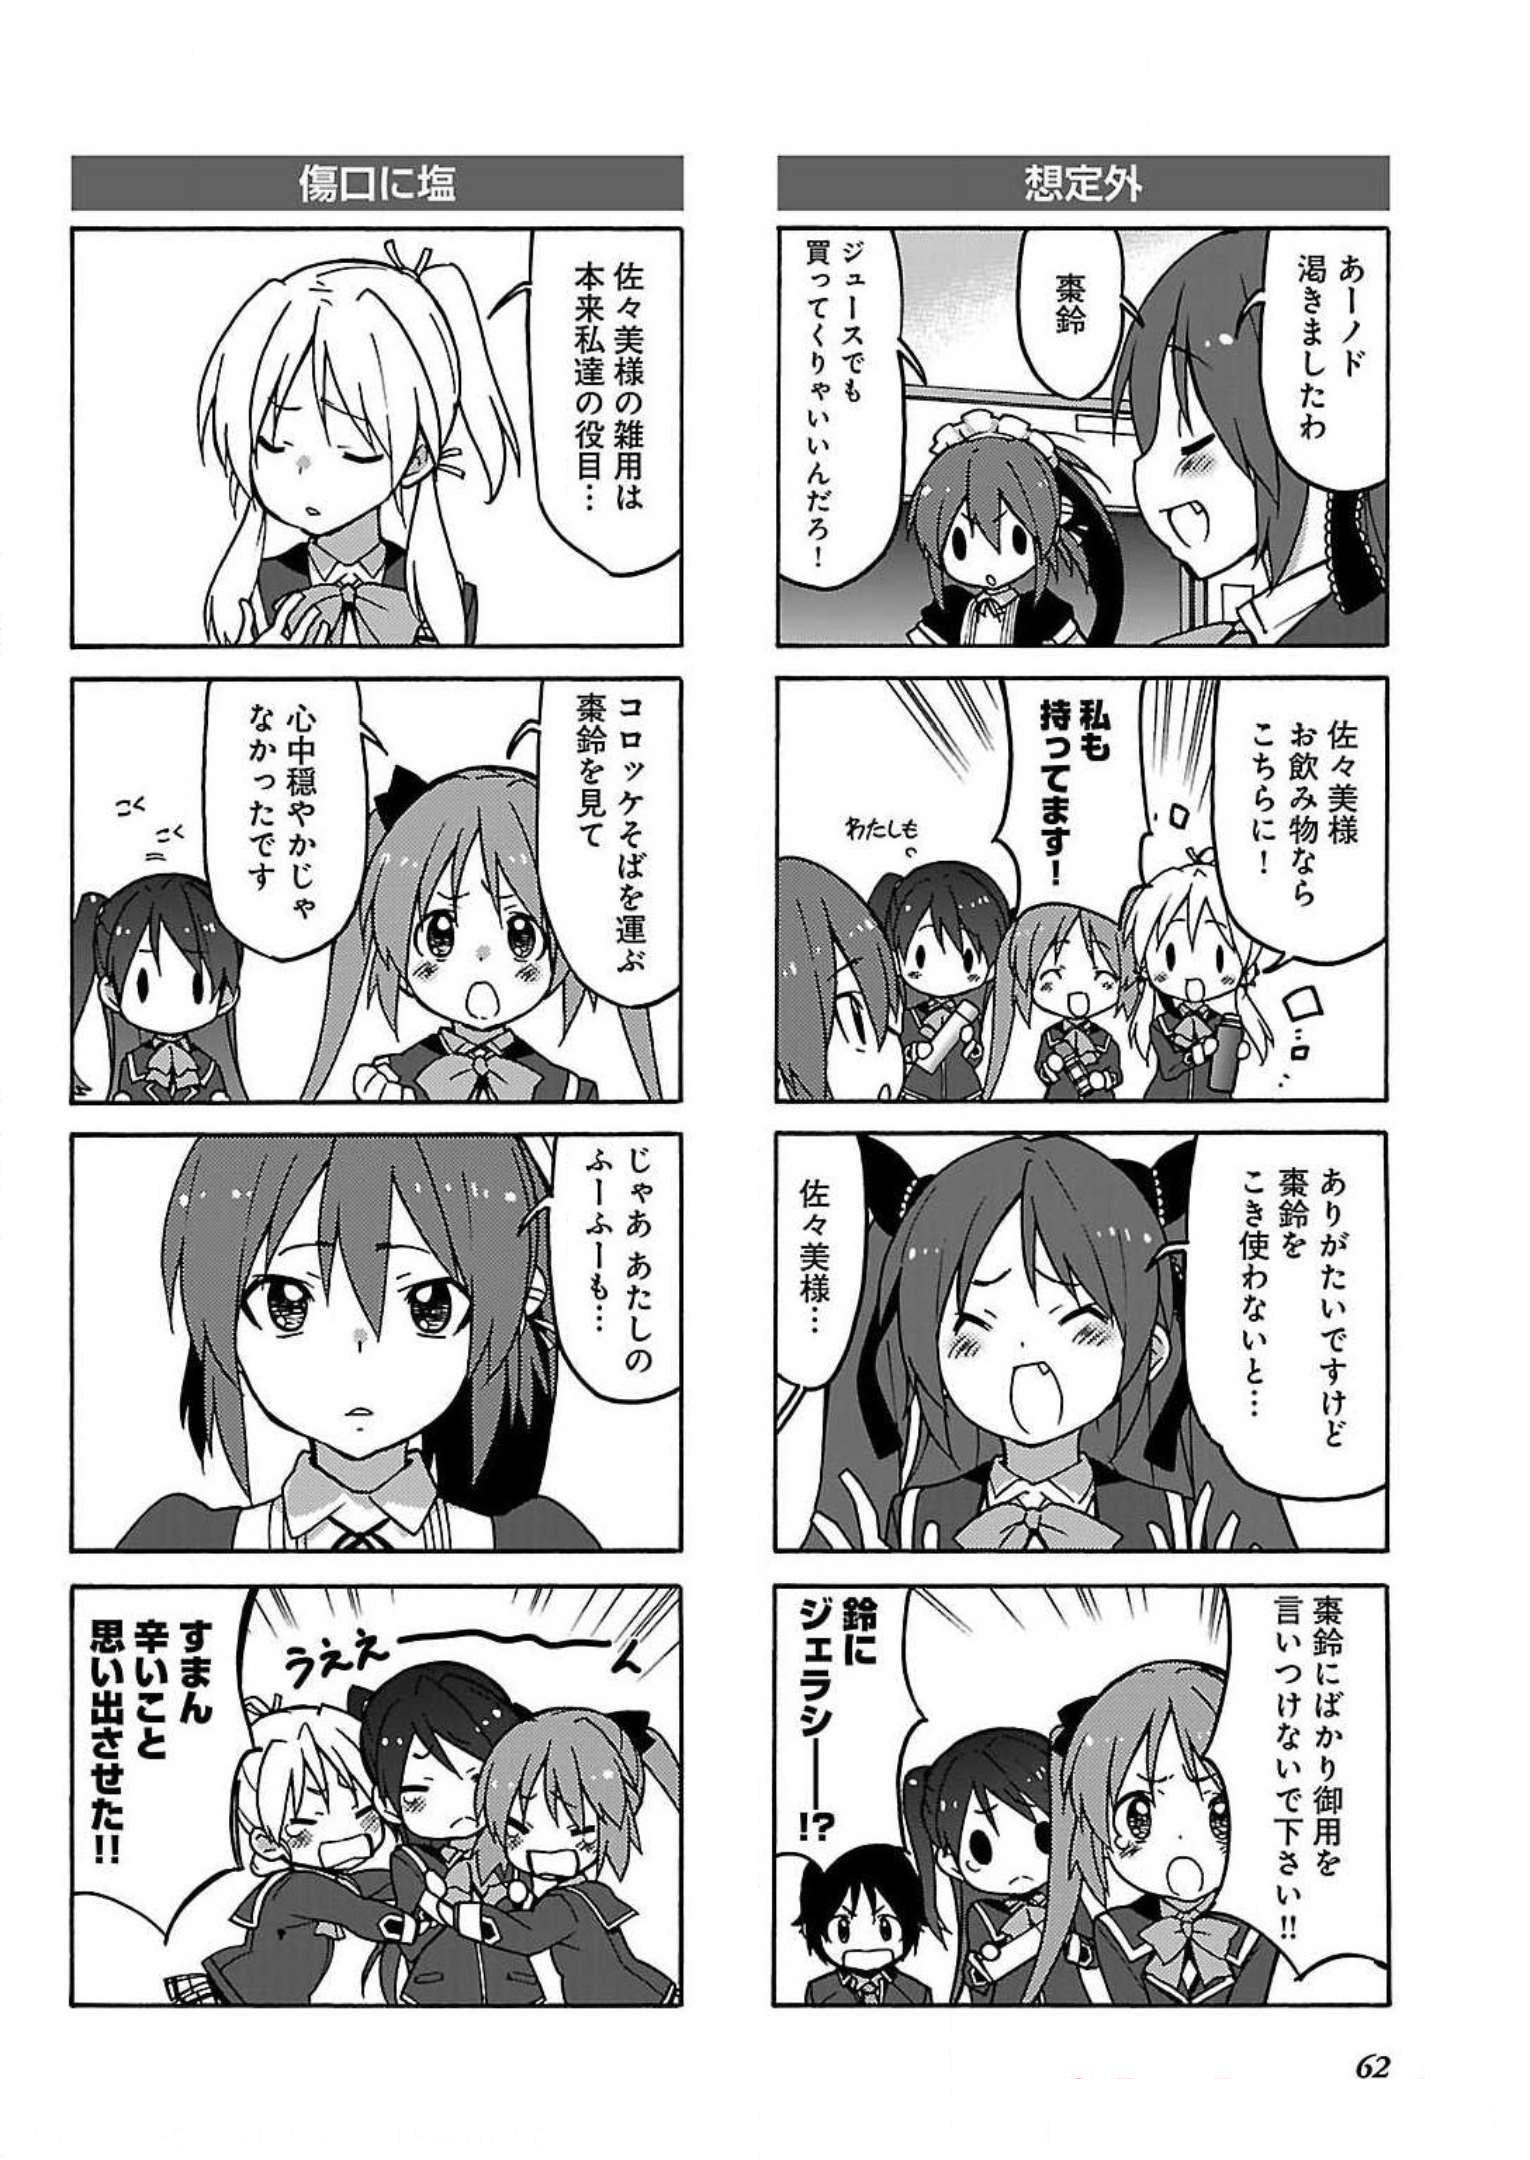 想定外
あーノド
渇きましたわ
棗鈴
ジュースでも
買ってくりゃいいんだろ！
佐々美様
お飲み物なら
こちらに！
私も
持ってます！
わたしも
ありがたいですけど
棗鈴を
こき使わないと…
佐々美様…
棗鈴にばかり御用を
言いつけないで下さい!!
鈴に
ジェラシー――!?
傷口に塩
佐々美様の雑用は
本来私達の役目…
コロッケそばを運ぶ
棗鈴を見て
心中穏やかじゃ
なかったです
こく
こく
じゃあ あたしの
ふーふーも…
うええ――――ん
すまん
辛いこと
思い出させた!!
62